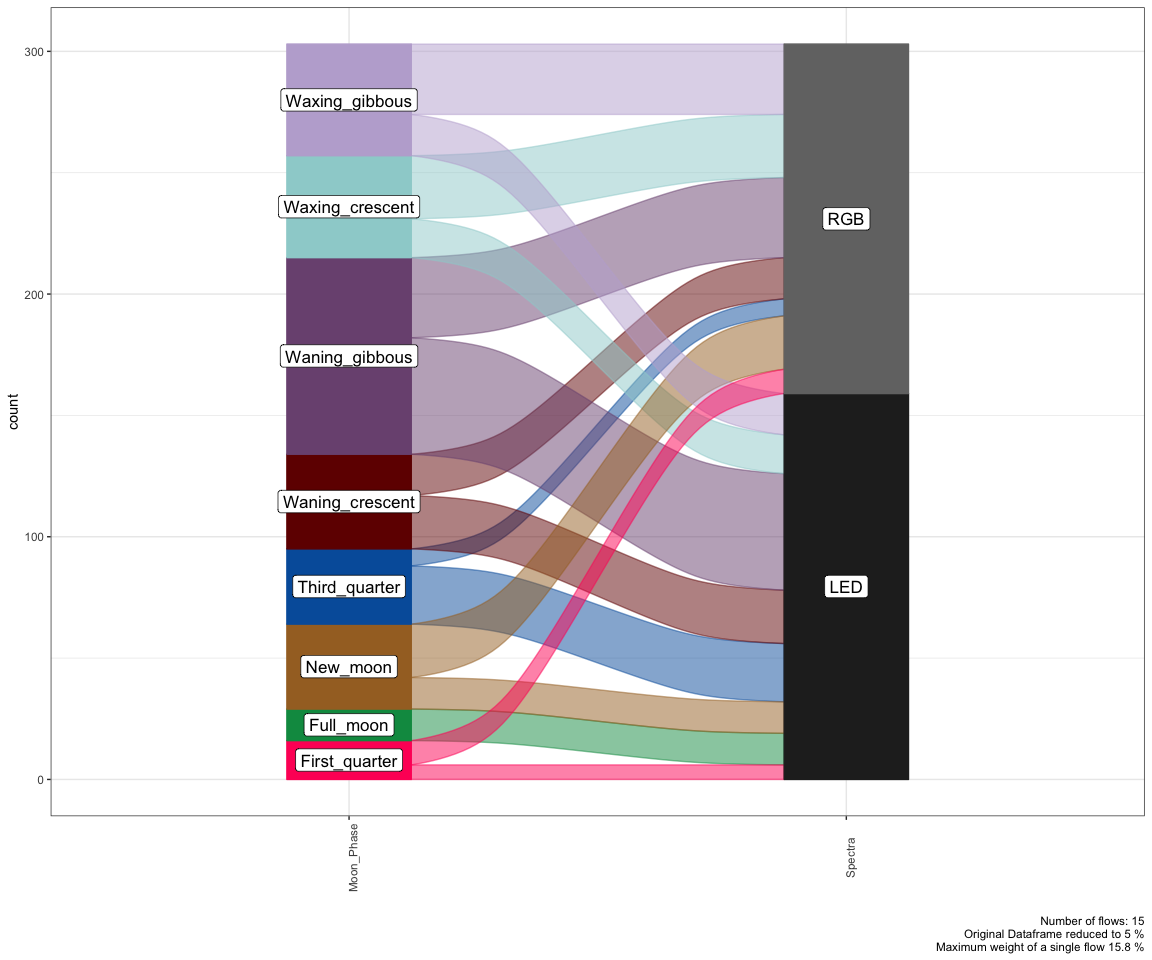 300
200
100
0
count
Waxing_gibbous
Waxing_crescent
Waning_gibbous
Waning_crescent
Third_quarter
New_moon
Full_moon
First_quarter
RGB
LED
Moon_Phase
Spectra
Number of flows: 15
Original Dataframe reduced to 5 %
Maximum weight of a single flow 15.8 %